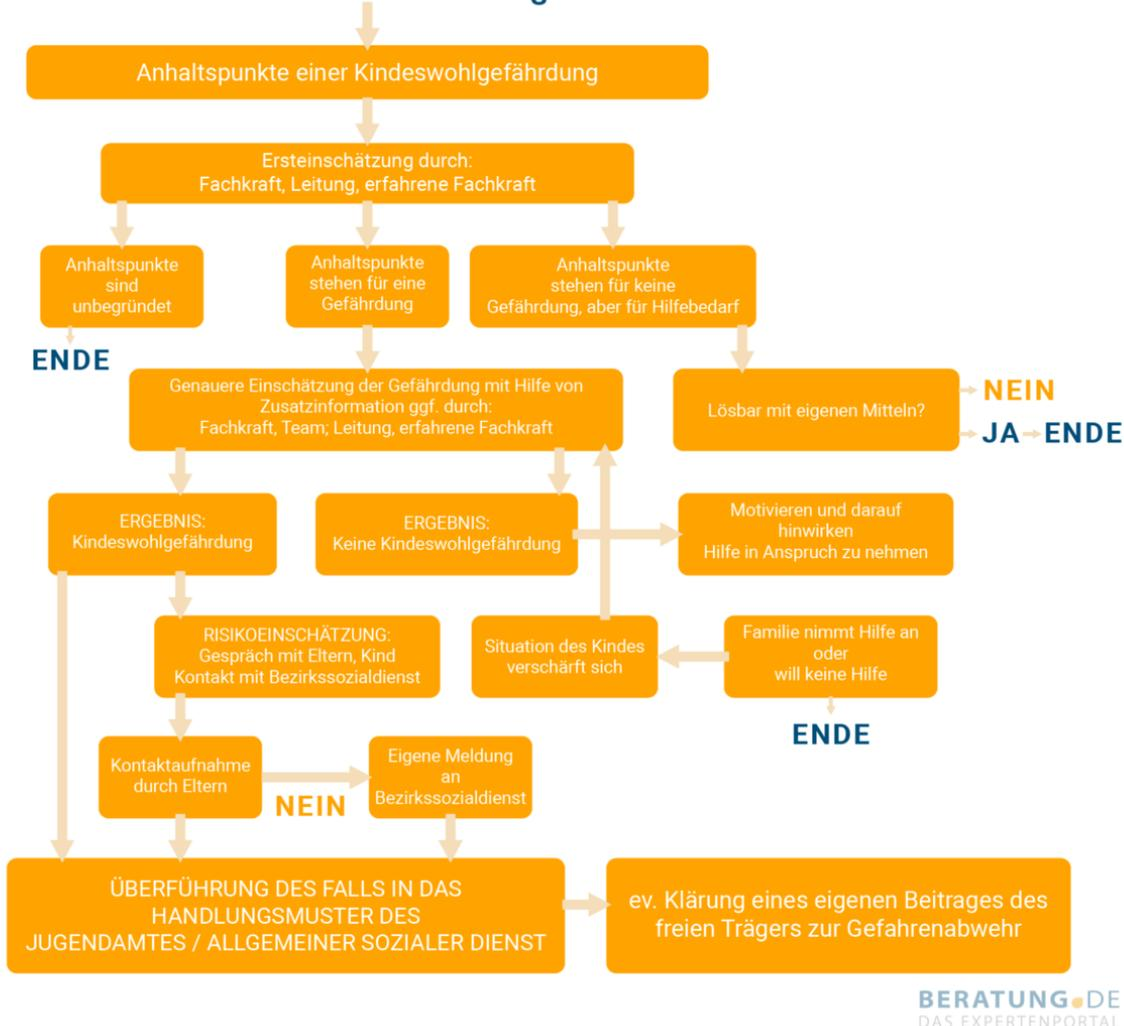 Anhaltspunkte einer Kindeswohlgefährdung
Ersteinschätzung durch:
Fachkraft, Leitung, erfahrene Fachkraft
Anhaltspunkte
sind
unbegründet
Anhaltspunkte
stehen für eine
Gefährdung
Anhaltspunkte
stehen für keine
Gefährdung, aber für Hilfebedarf
ENDE
Genauere Einschätzung der Gefährdung mit Hilfe von
Zusatzinformation ggf. durch:
Fachkraft, Team; Leitung, erfahrene Fachkraft
Lösbar mit eigenen Mitteln?
NEIN
JA
ENDE
ERGEBNIS:
Kindeswohlgefährdung
ERGEBNIS:
Keine Kindeswohlgefährdung
Motivieren und darauf
hinwirken
Hilfe in Anspruch zu nehmen
RISIKOEINSCHÄTZUNG:
Gespräch mit Eltern, Kind
Kontakt mit Bezirkssozialdienst
Situation des Kindes
verschärft sich
Familie nimmt Hilfe an
oder
will keine Hilfe
ENDE
Kontaktaufnahme
durch Eltern
NEIN
Eigene Meldung
an
Bezirkssozialdienst
ÜBERFÜHRUNG DES FALLS IN DAS
HANDLUNGSMUSTER DES
JUGENDAMTES / ALLGEMEINER SOZIALER DIENST
ev. Klärung eines eigenen Beitrages des
freien Trägers zur Gefahrenabwehr
BERATUNG.DE
DAS EXPERTENPORTAL